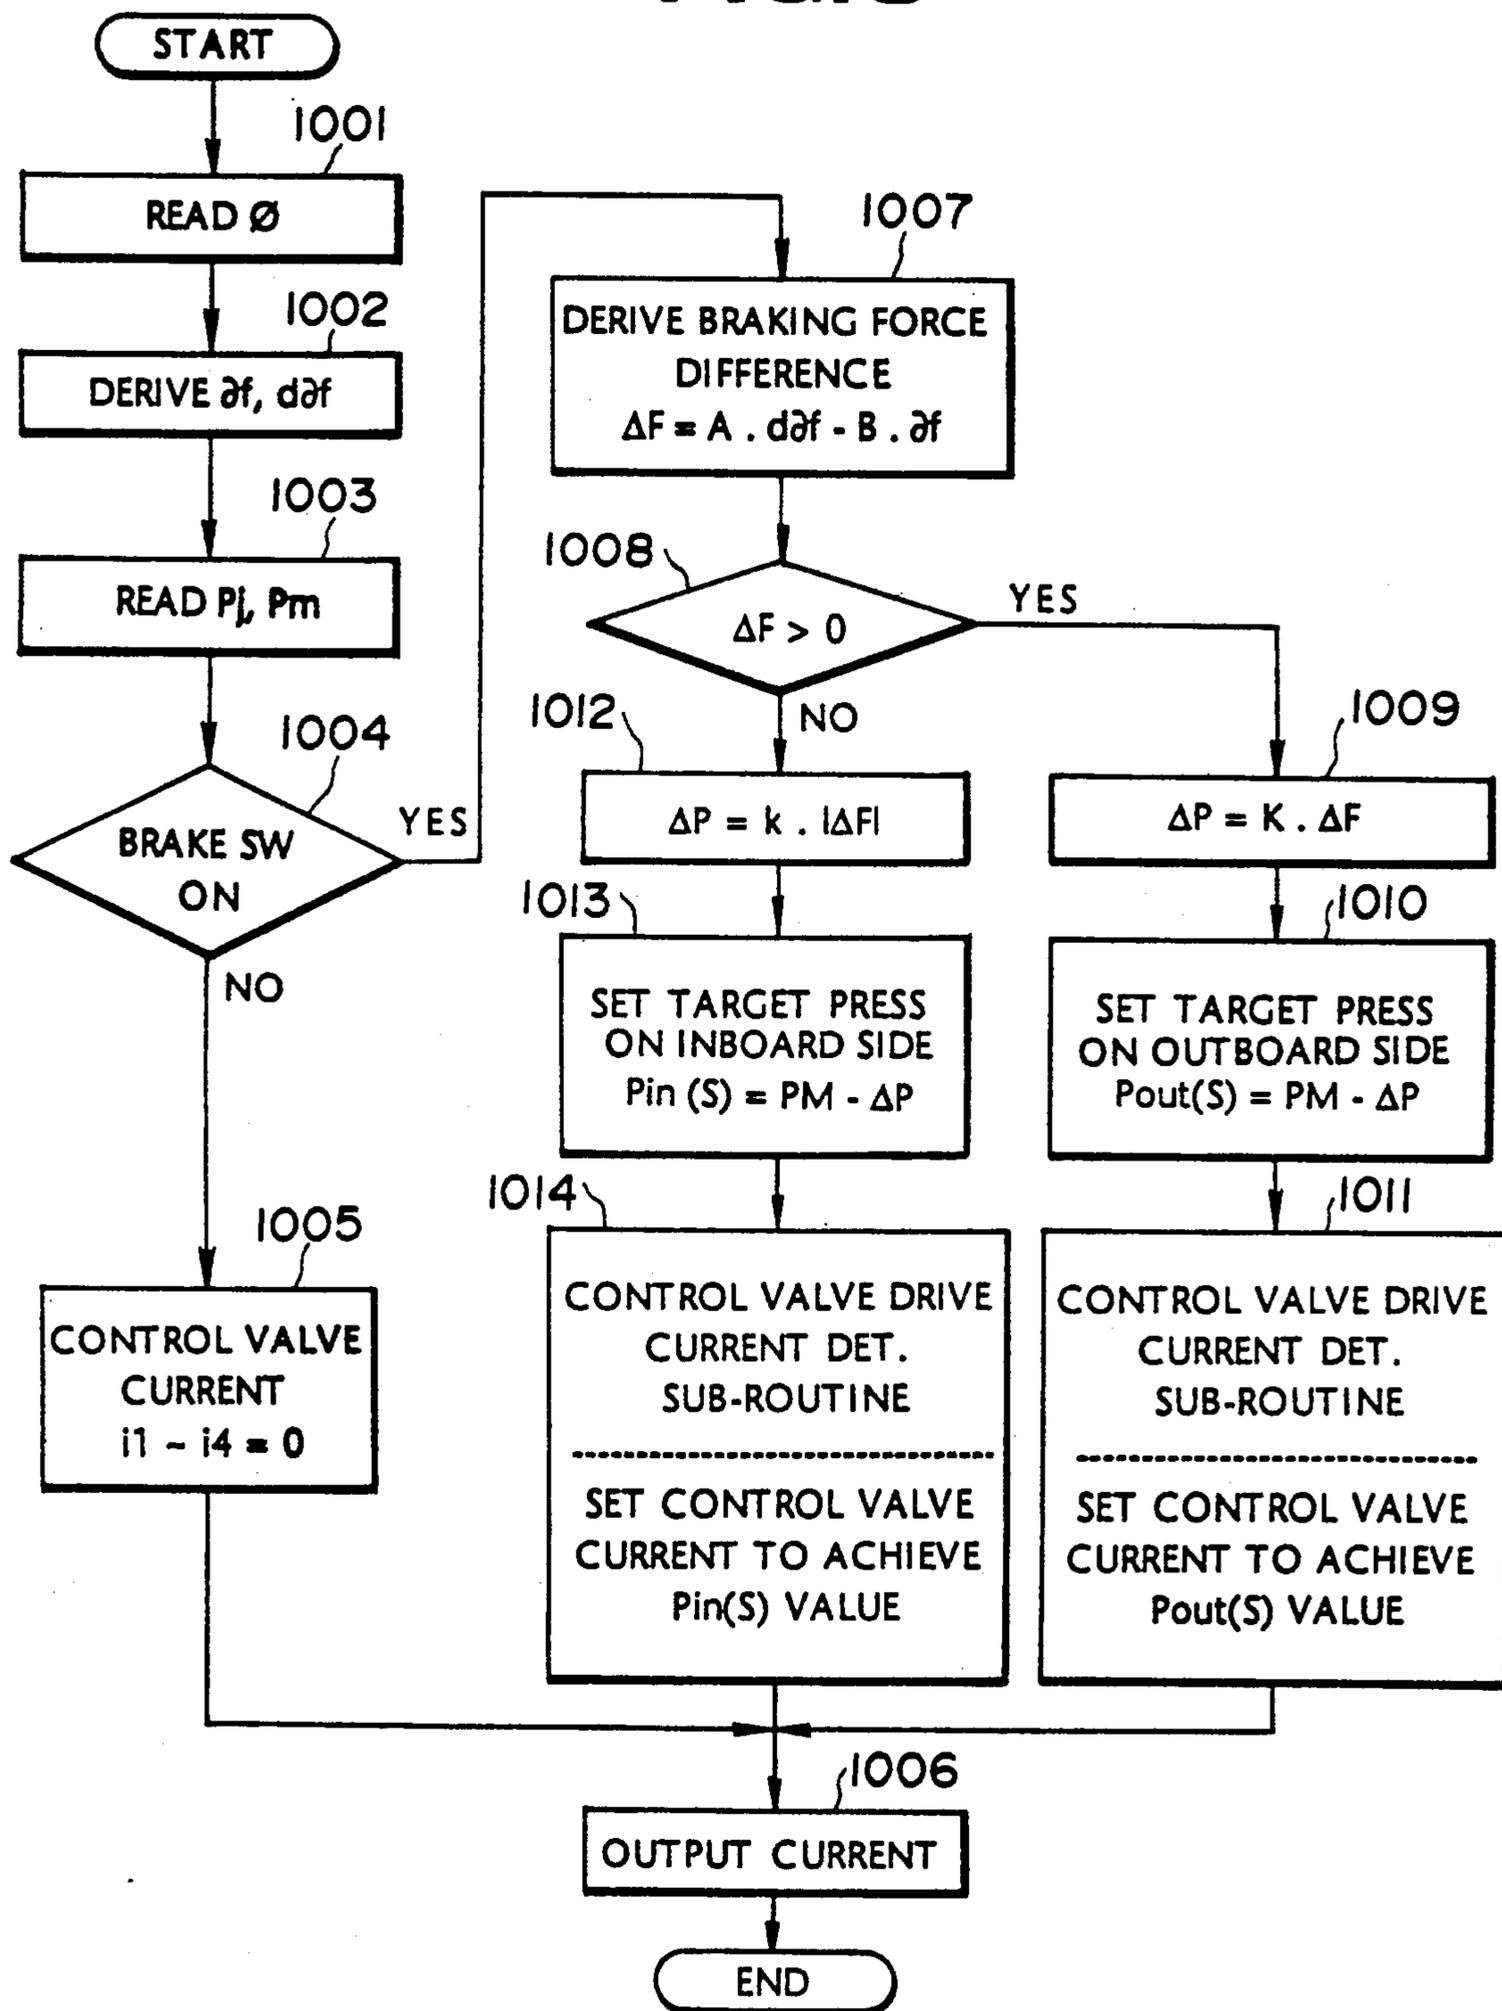 START
1001
READ Ø
1002
DERIVE ∂f, d∂f
1003
READ Pj, Pm
1004
BRAKE SW
ON
YES
NO
1005
CONTROL VALVE
CURRENT
i1 ~ i4 = 0
1007
DERIVE BRAKING FORCE
DIFFERENCE
ΔF = A . d∂f - B . ∂f
1008
ΔF > 0
YES
NO
1012
ΔP = k . |ΔF|
1013
SET TARGET PRESS
ON INBOARD SIDE
Pin (S) = PM - ΔP
1014
CONTROL VALVE DRIVE
CURRENT DET.
SUB-ROUTINE
SET CONTROL VALVE
CURRENT TO ACHIEVE
Pin(S) VALUE
1009
ΔP = K . ΔF
1010
SET TARGET PRESS
ON OUTBOARD SIDE
Pout(S) = PM - ΔP
1011
CONTROL VALVE DRIVE
CURRENT DET.
SUB-ROUTINE
SET CONTROL VALVE
CURRENT TO ACHIEVE
Pout(S) VALUE
1006
OUTPUT CURRENT
END